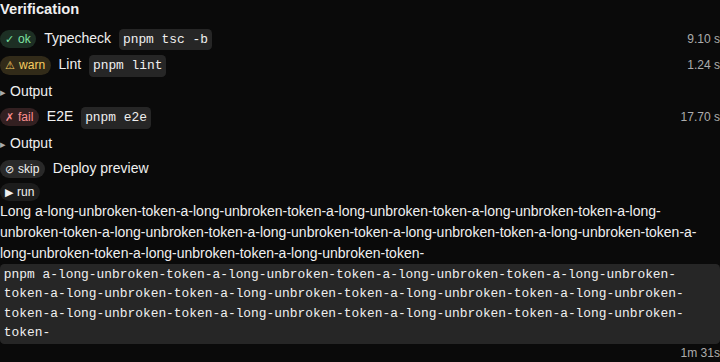 Verification
✓ ok Typecheck pnpm tsc -b 9.10 s
⚠ warn Lint pnpm lint 1.24 s
▸ Output
✗ fail E2E pnpm e2e 17.70 s
▸ Output
⊘ skip Deploy preview
▶ run
Long a-long-unbroken-token-a-long-unbroken-token-a-long-unbroken-token-a-long-unbroken-token-a-long-
unbroken-token-a-long-unbroken-token-a-long-unbroken-token-a-long-unbroken-token-a-long-unbroken-token-a-
long-unbroken-token-a-long-unbroken-token-a-long-unbroken-token-
pnpm a-long-unbroken-token-a-long-unbroken-token-a-long-unbroken-token-a-long-unbroken-
token-a-long-unbroken-token-a-long-unbroken-token-a-long-unbroken-token-a-long-unbroken-
token-a-long-unbroken-token-a-long-unbroken-token-a-long-unbroken-token-a-long-unbroken-
token-
1m 31s